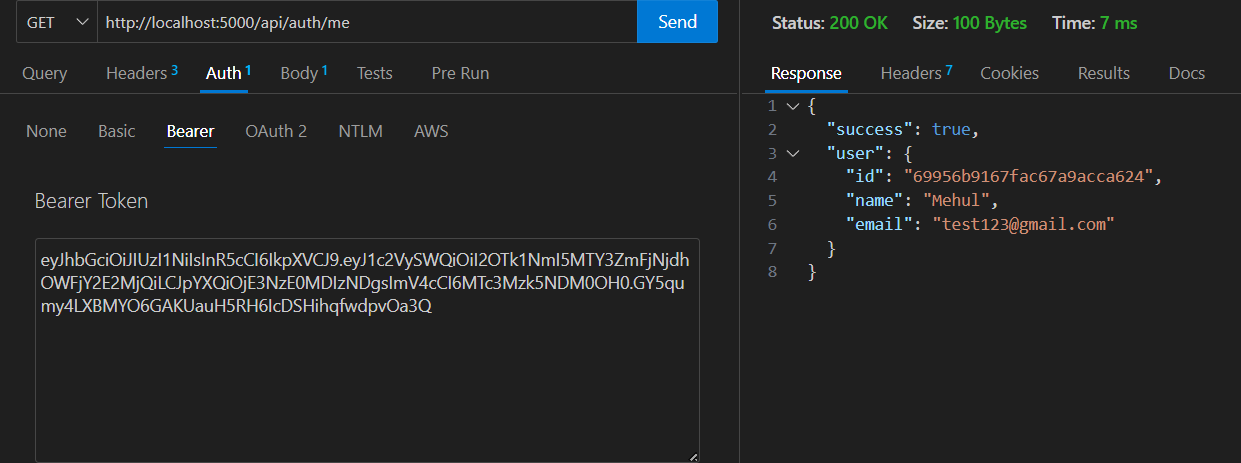 GET http://localhost:5000/api/auth/me Send
Query Headers 3 Auth 1 Body 1 Tests Pre Run
None Basic Bearer OAuth 2 NTLM AWS
Bearer Token
eyJhbGciOiJIUzI1NiIsInR5cCI6IkpXVCJ9.eyJ1c2VySWQiOiI2OTk1NmI5MTY3ZmFjNjdh
OWFjY2E2MjQiLCJpYXQiOjE3NzE0MDIzNDgsImV4cCI6MTc3Mzk5NDM0OH0.GY5qu
my4LXBMYO6GAKUauH5RH6IcDSHihqfwdpvOa3Q
Status: 200 OK Size: 100 Bytes Time: 7 ms
Response Headers 7 Cookies Results Docs
1 {
2 "success": true,
3 "user": {
4 "id": "69956b9167fac67a9acca624",
5 "name": "Mehul",
6 "email": "test123@gmail.com"
7 }
8 }